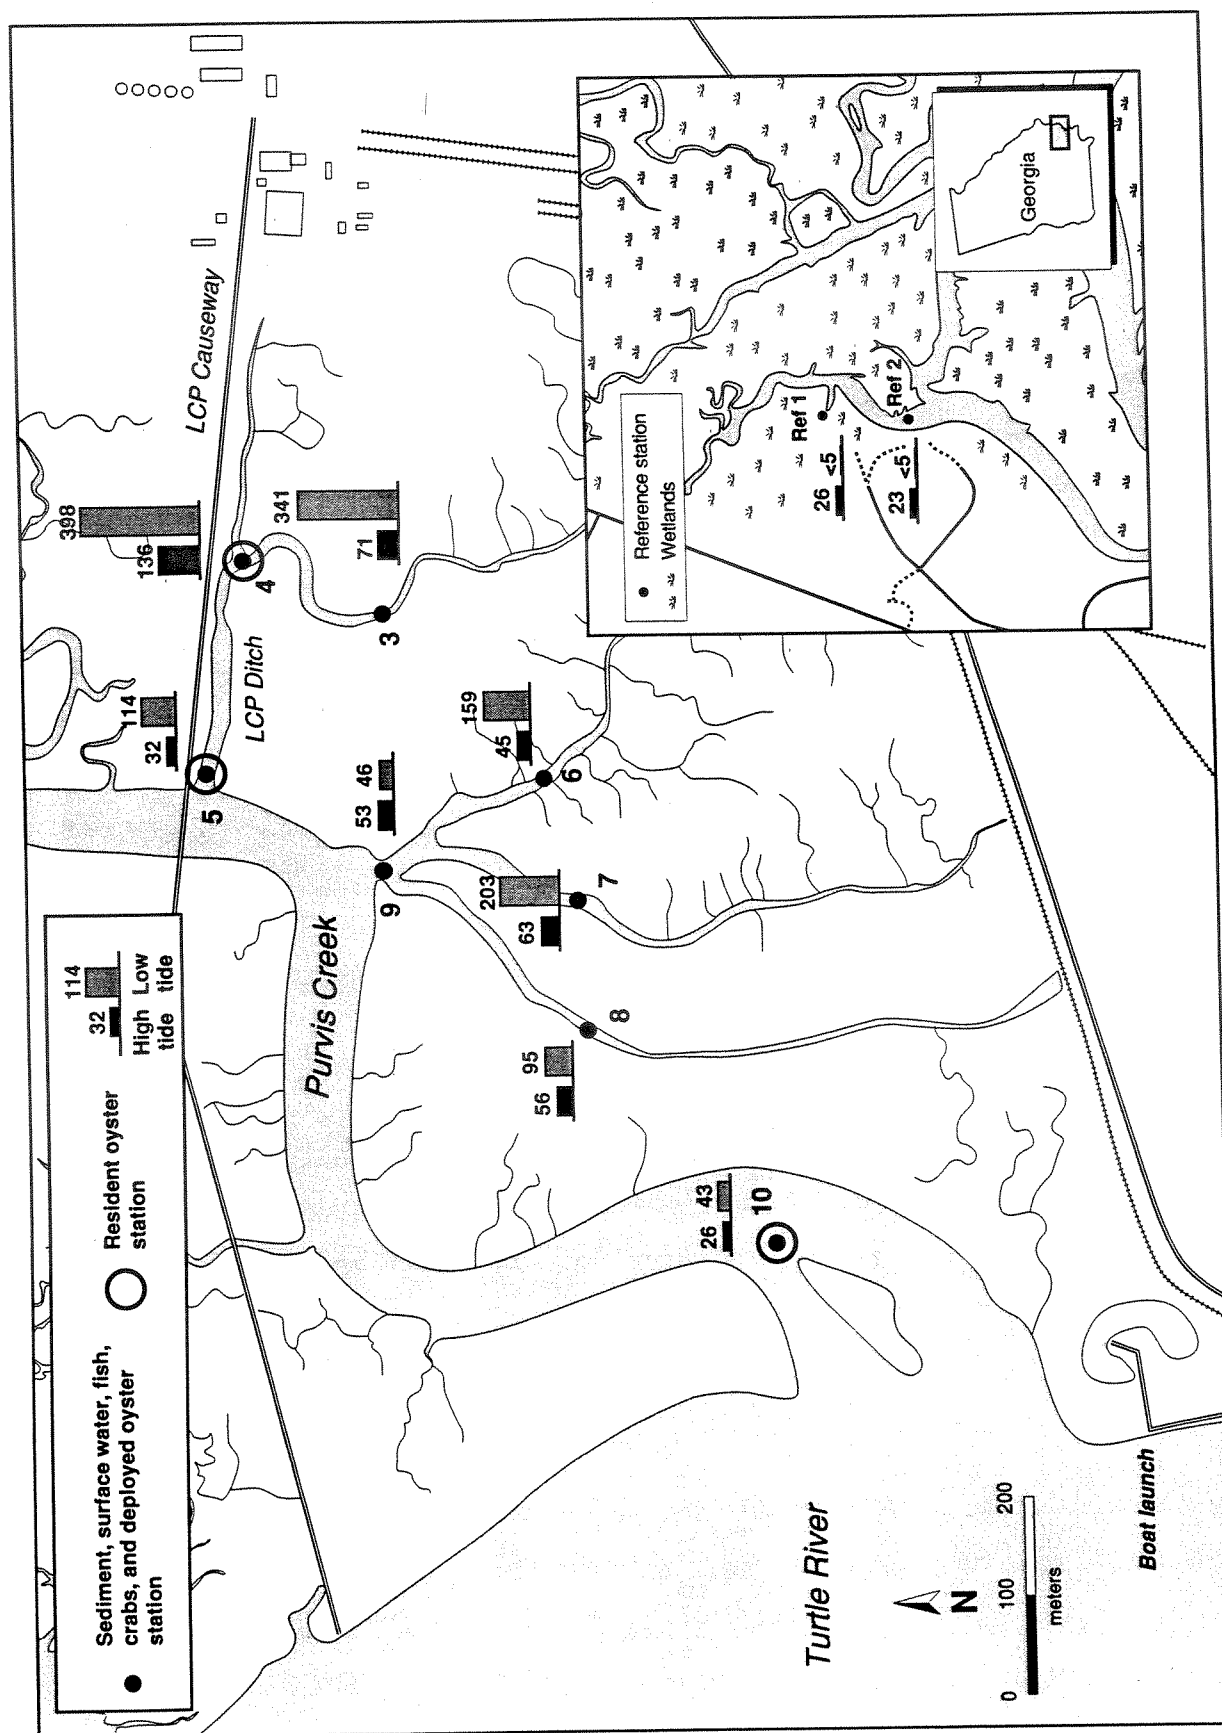 Sediment, surface water, fish,
crabs, and deployed oyster
station
Resident oyster
station
32
114
High
tide
Low
tide
LCP Causeway
398
136
4
341
71
3
LCP Ditch
114
32
5
159
45
6
46
53
9
203
63
7
Purvis Creek
95
56
8
43
26
10
Turtle River
N
0
100
200
meters
Boat launch
Reference station
Wetlands
Ref 1
26
<5
Ref 2
23
<5
Georgia